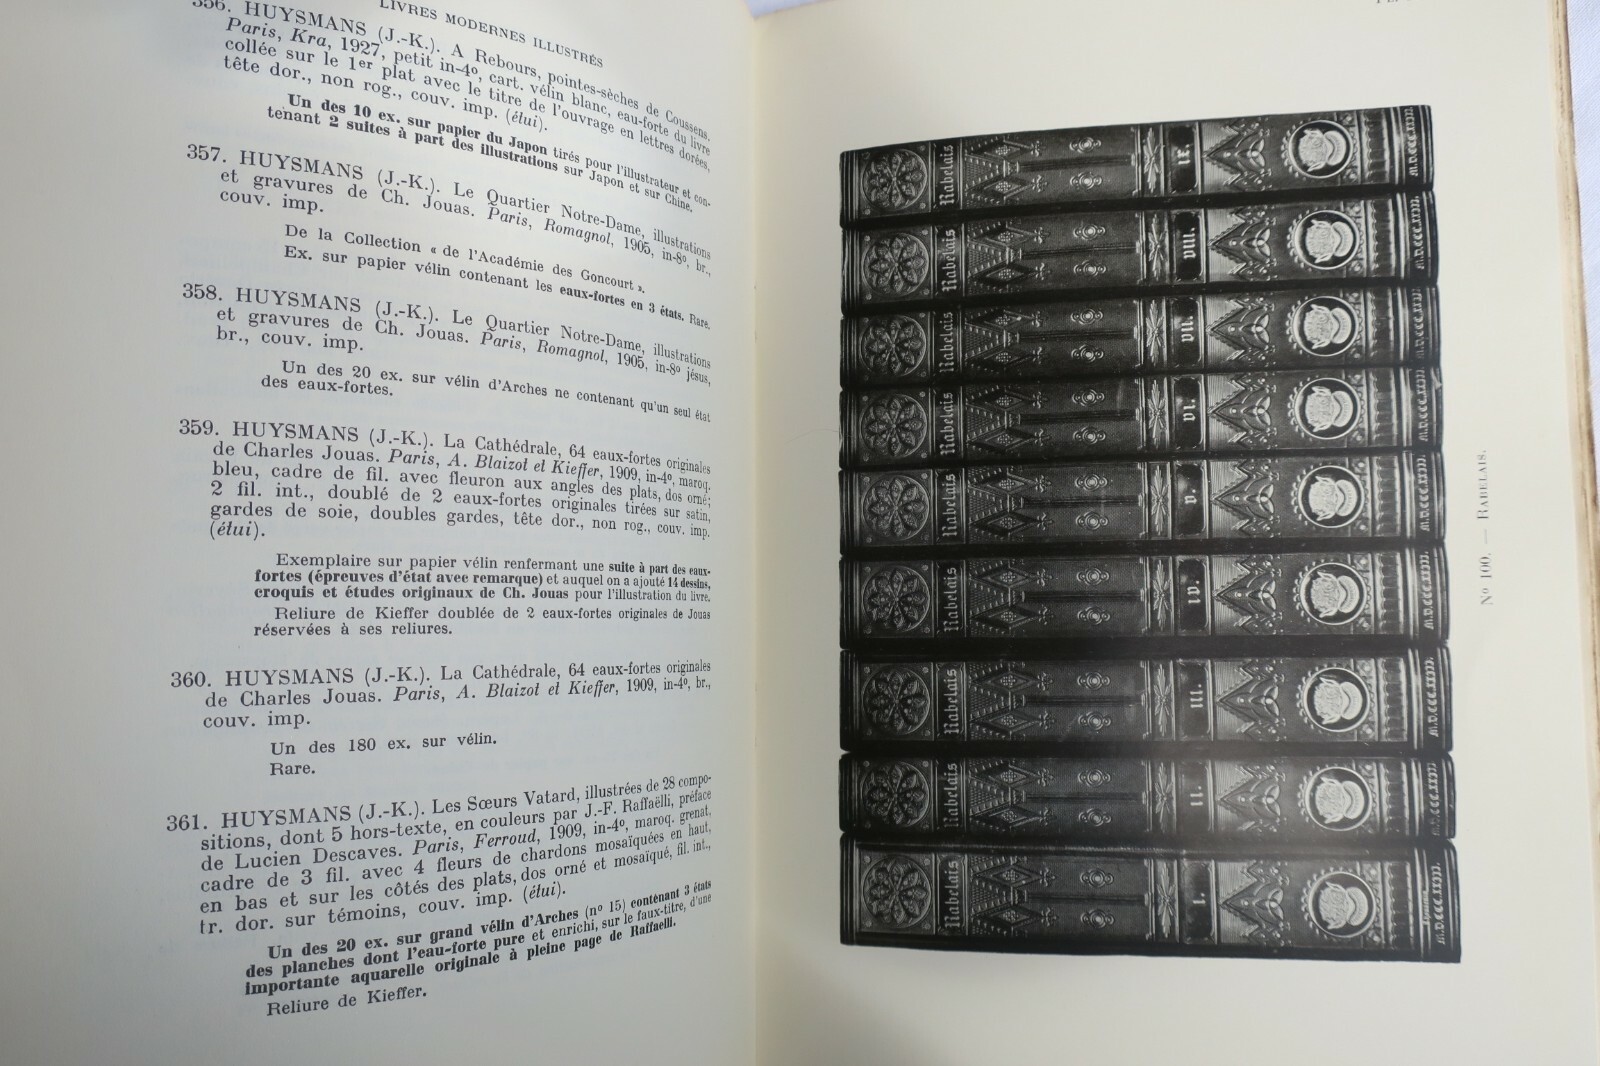 LIVRES MODERNES ILLUSTRÉS
356. HUYSMANS (J.-K.). A Rebours, pointes-sèches de Coussens.
Paris, Kra, 1927, petit in-4º, cart. vélin blanc, eau-forte du livre
collée sur le 1er plat avec le titre de l'ouvrage en lettres dorées,
tête dor., non rog., couv. imp. (étui).
Un des 10 ex. sur papier du Japon tirés pour l'illustrateur et con-
tenant 2 suites à part des illustrations sur Japon et sur Chine.
357. HUYSMANS (J.-K.). Le Quartier Notre-Dame, illustrations
et gravures de Ch. Jouas. Paris, Romagnol, 1905, in-8º, br.,
couv. imp.
De la Collection « de l'Académie des Goncourt ».
Ex. sur papier vélin contenant les eaux-fortes en 3 états. Rare.
358. HUYSMANS (J.-K.). Le Quartier Notre-Dame, illustrations
et gravures de Ch. Jouas. Paris, Romagnol, 1905, in-8º jésus,
br., couv. imp.
Un des 20 ex. sur vélin d'Arches ne contenant qu'un seul état
des eaux-fortes.
359. HUYSMANS (J.-K.). La Cathédrale, 64 eaux-fortes originales
de Charles Jouas. Paris, A. Blaizot et Kieffer, 1909, in-4º, maroq.
bleu, cadre de fil. avec fleuron aux angles des plats, dos orné;
2 fil. int., doublé de 2 eaux-fortes originales tirées sur satin,
gardes de soie, doubles gardes, tête dor., non rog., couv. imp.
(étui).
Exemplaire sur papier vélin renfermant une suite à part des eaux-
fortes (épreuves d'état avec remarque) et auquel on a ajouté 14 dessins,
croquis et études originaux de Ch. Jouas pour l'illustration du livre.
Reliure de Kieffer doublée de 2 eaux-fortes originales de Jouas
réservées à ses reliures.
360. HUYSMANS (J.-K.). La Cathédrale, 64 eaux-fortes originales
de Charles Jouas. Paris, A. Blaizot et Kieffer, 1909, in-4º, br.,
couv. imp.
Un des 180 ex. sur vélin.
Rare.
361. HUYSMANS (J.-K.). Les Sœurs Vatard, illustrées de 28 compo-
sitions, dont 5 hors-texte, en couleurs par J.-F. Raffaëlli, préface
de Lucien Descaves. Paris, Ferroud, 1909, in-4º, maroq. grenat,
cadre de 3 fil. avec 4 fleurs de chardons mosaïquées en haut,
en bas et sur les côtés des plats, dos orné et mosaïqué, fil. int.,
tr. dor. sur témoins, couv. imp. (étui).
Un des 20 ex. sur grand vélin d'Arches (nº 15) contenant 3 états
des planches dont l'eau-forte pure et enrichi, sur le faux-titre, d'une
importante aquarelle originale à pleine page de Raffaëlli.
Reliure de Kieffer.
Rabelais IX.
Rabelais VIII.
Rabelais VII.
Rabelais VI.
Rabelais V.
Rabelais IV.
Rabelais III.
Rabelais II.
Rabelais I.
Nº 100. — RABELAIS.